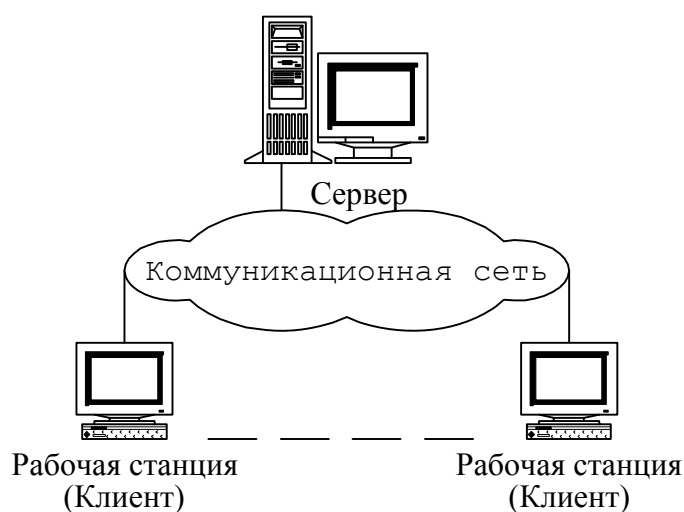 Сервер
Коммуникационная сеть
Рабочая станция
(Клиент)
Рабочая станция
(Клиент)